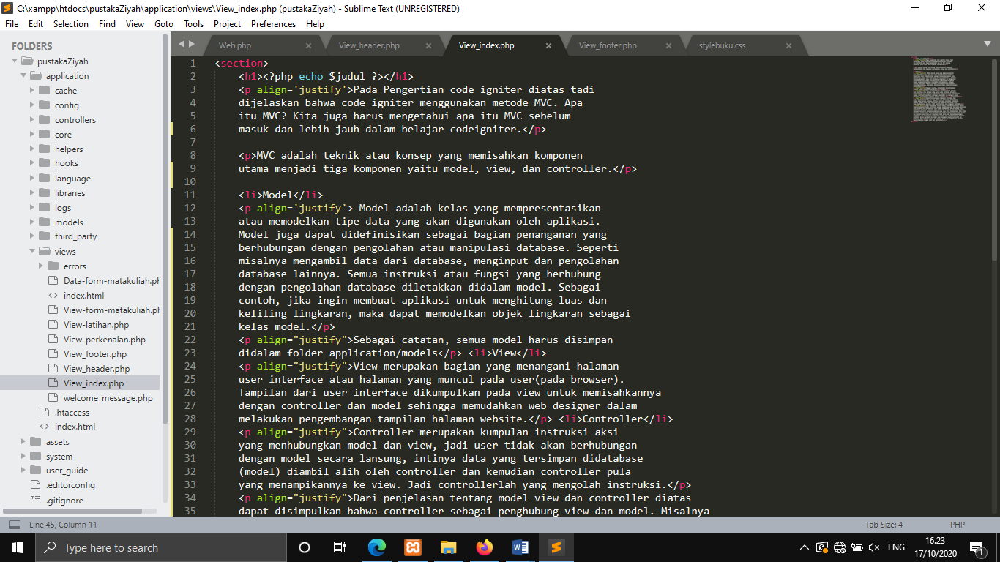 C:\xampp\htdocs\pustakaZiyah\application\views\View_index.php (pustakaZiyah) - Sublime Text (UNREGISTERED)
File Edit Selection Find View Goto Tools Project Preferences Help
FOLDERS
pustakaZiyah
application
cache
config
controllers
core
helpers
hooks
language
libraries
logs
models
third_party
views
errors
Data-form-matakuliah.ph
index.html
View-form-matakuliah.ph
View-latihan.php
View-perkenalan.php
View_footer.php
View_header.php
View_index.php
welcome_message.php
.htaccess
index.html
assets
system
user_guide
.editorconfig
.gitignore
Web.php View_header.php View_index.php View_footer.php stylebuku.css
1 <section>
2 <h1><?php echo $judul ?></h1>
3 <p align='justify'>Pada Pengertian code igniter diatas tadi
4 dijelaskan bahwa code igniter menggunakan metode MVC. Apa
5 itu MVC? Kita juga harus mengetahui apa itu MVC sebelum
6 masuk dan lebih jauh dalam belajar codeigniter.</p>
7
8 <p>MVC adalah teknik atau konsep yang memisahkan komponen
9 utama menjadi tiga komponen yaitu model, view, dan controller.</p>
10
11 <li>Model</li>
12 <p align='justify'> Model adalah kelas yang mempresentasikan
13 atau memodelkan tipe data yang akan digunakan oleh aplikasi.
14 Model juga dapat didefinisikan sebagai bagian penanganan yang
15 berhubungan dengan pengolahan atau manipulasi database. Seperti
16 misalnya mengambil data dari database, menginput dan pengolahan
17 database lainnya. Semua instruksi atau fungsi yang berhubung
18 dengan pengolahan database diletakkan didalam model. Sebagai
19 contoh, jika ingin membuat aplikasi untuk menghitung luas dan
20 keliling lingkaran, maka dapat memodelkan objek lingkaran sebagai
21 kelas model.</p>
22 <p align="justify">Sebagai catatan, semua model harus disimpan
23 didalam folder application/models</p> <li>View</li>
24 <p align="justify">View merupakan bagian yang menangani halaman
25 user interface atau halaman yang muncul pada user(pada browser).
26 Tampilan dari user interface dikumpulkan pada view untuk memisahkannya
27 dengan controller dan model sehingga memudahkan web designer dalam
28 melakukan pengembangan tampilan halaman website.</p> <li>Controller</li>
29 <p align="justify">Controller merupakan kumpulan instruksi aksi
30 yang menhubungkan model dan view, jadi user tidak akan berhubungan
31 dengan model secara lansung, intinya data yang tersimpan didatabase
32 (model) diambil alih oleh controller dan kemudian controller pula
33 yang menampikannya ke view. Jadi controllerlah yang mengolah instruksi.</p>
34 <p align="justify">Dari penjelasan tentang model view dan controller diatas
35 dapat disimpulkan bahwa controller sebagai penghubung view dan model. Misalnya
Line 45, Column 11 Tab Size: 4 PHP
Type here to search
ENG
16.23
17/10/2020
1